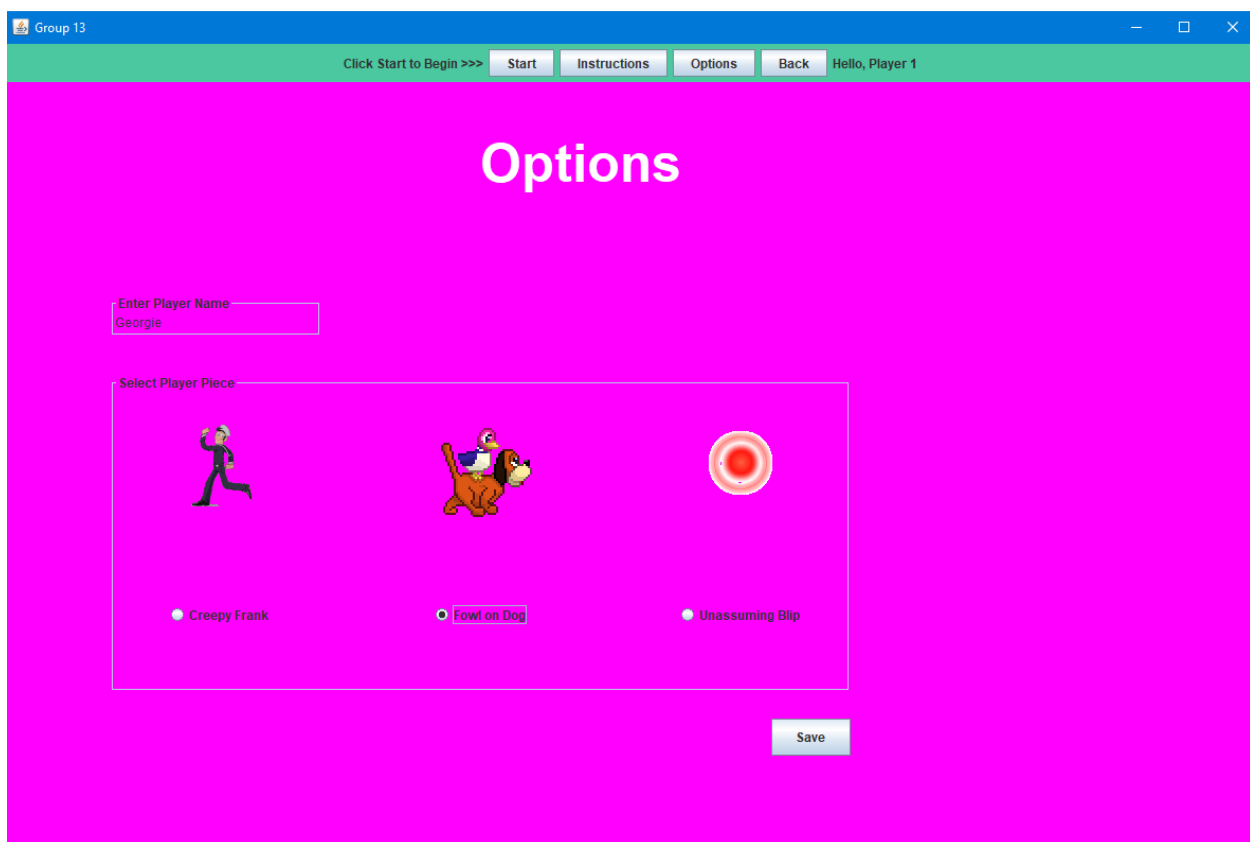 Group 13
Click Start to Begin >>> Start Instructions Options Back Hello, Player 1
Options
Enter Player Name
Georgie
Select Player Piece
Creepy Frank Fowl on Dog Unassuming Blip
Save